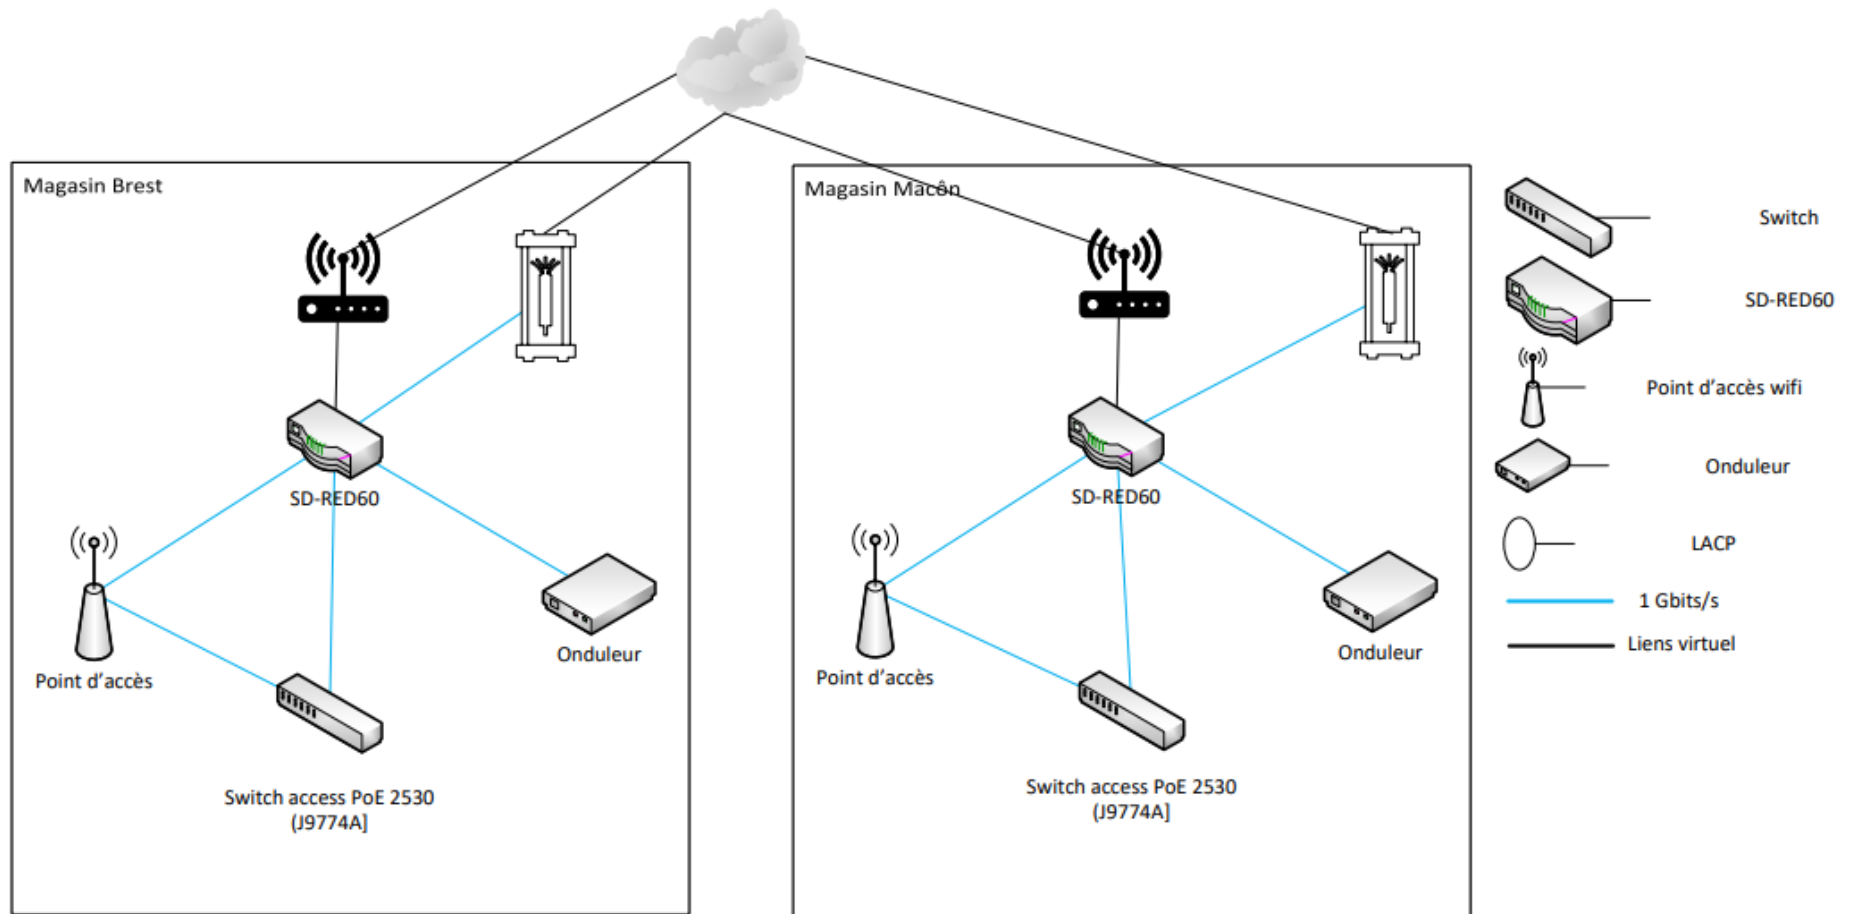 Magasin Brest
SD-RED60
Point d'accès
Onduleur
Switch access PoE 2530
(J9774A]
Magasin Macôn
SD-RED60
Point d'accès
Onduleur
Switch access PoE 2530
(J9774A]
Switch
SD-RED60
Point d'accès wifi
Onduleur
LACP
1 Gbits/s
Liens virtuel